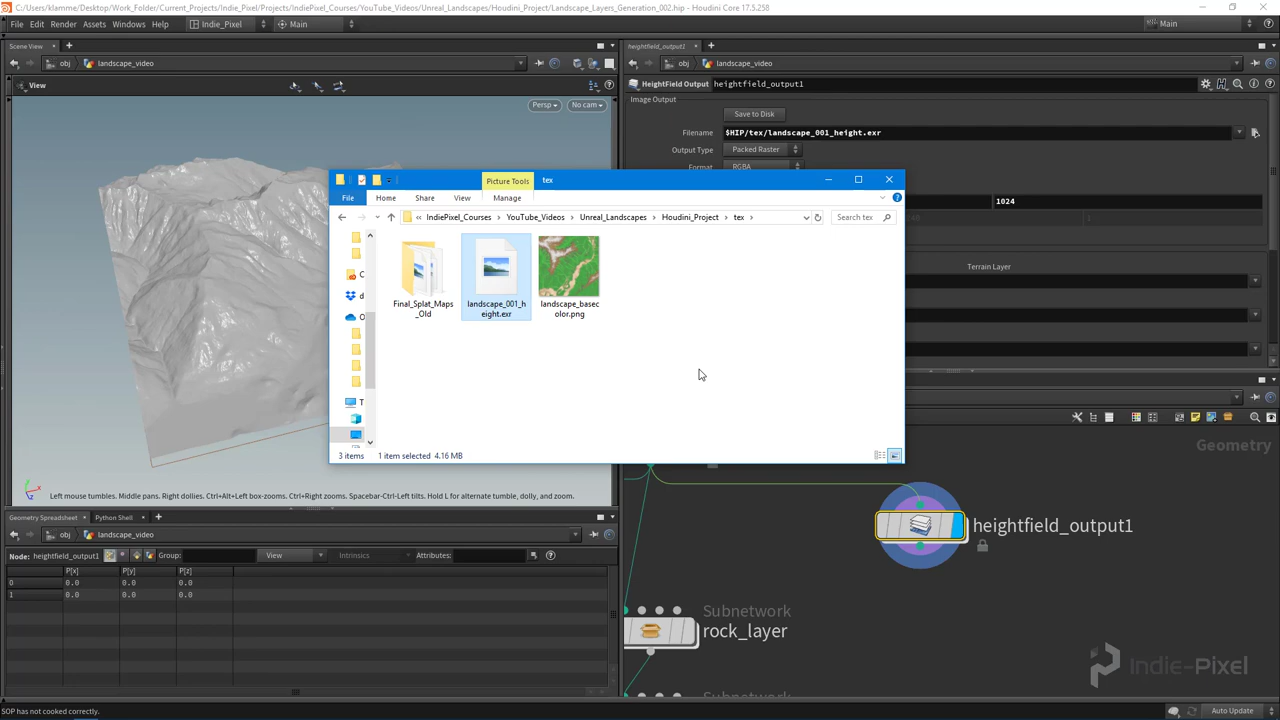 C:/Users/klamme/Desktop/Work_Folder/Current_Projects/Indie_Pixel/Projects/IndiePixel_Courses/YouTube_Videos/Unreal_Landscapes/Houdini_Project/Landscape_Layers_Generation_002.hip - Houdini Core 17.5.258
File Edit Render Assets Windows Help Indie_Pixel Main Main
Scene View
heightfield_output1
obj landscape_video
obj landscape_video
View
HeightField Output heightfield_output1
Image Output
Persp No cam
Save to Disk
Filename $HIP/tex/landscape_001_height.exr
Output Type Packed Raster
Format RGBA
Picture Tools tex
File Home Share View Manage
1024
IndiePixel_Courses YouTube_Videos Unreal_Landscapes Houdini_Project tex
Search tex
Terrain Layer
Final_Splat_Maps
_Old
landscape_001_h
eight.exr
landscape_basec
olor.png
3 items 1 item selected 4.16 MB
Geometry
Left mouse tumbles. Middle pans. Right dollies. Ctrl+Alt+Left box-zooms. Ctrl+Right zooms. Spacebar-Ctrl-Left tilts. Hold L for alternate tumble, dolly, and zoom.
Geometry Spreadsheet Python Shell
obj landscape_video
heightfield_output1
Node: heightfield_output1 Group: View Intrinsics Attributes:
P[x] P[y] P[z]
0 0.0 0.0 0.0
1 0.0 0.0 0.0
Subnetwork
rock_layer
Indie-Pixel
SOP has not cooked correctly.
Auto Update